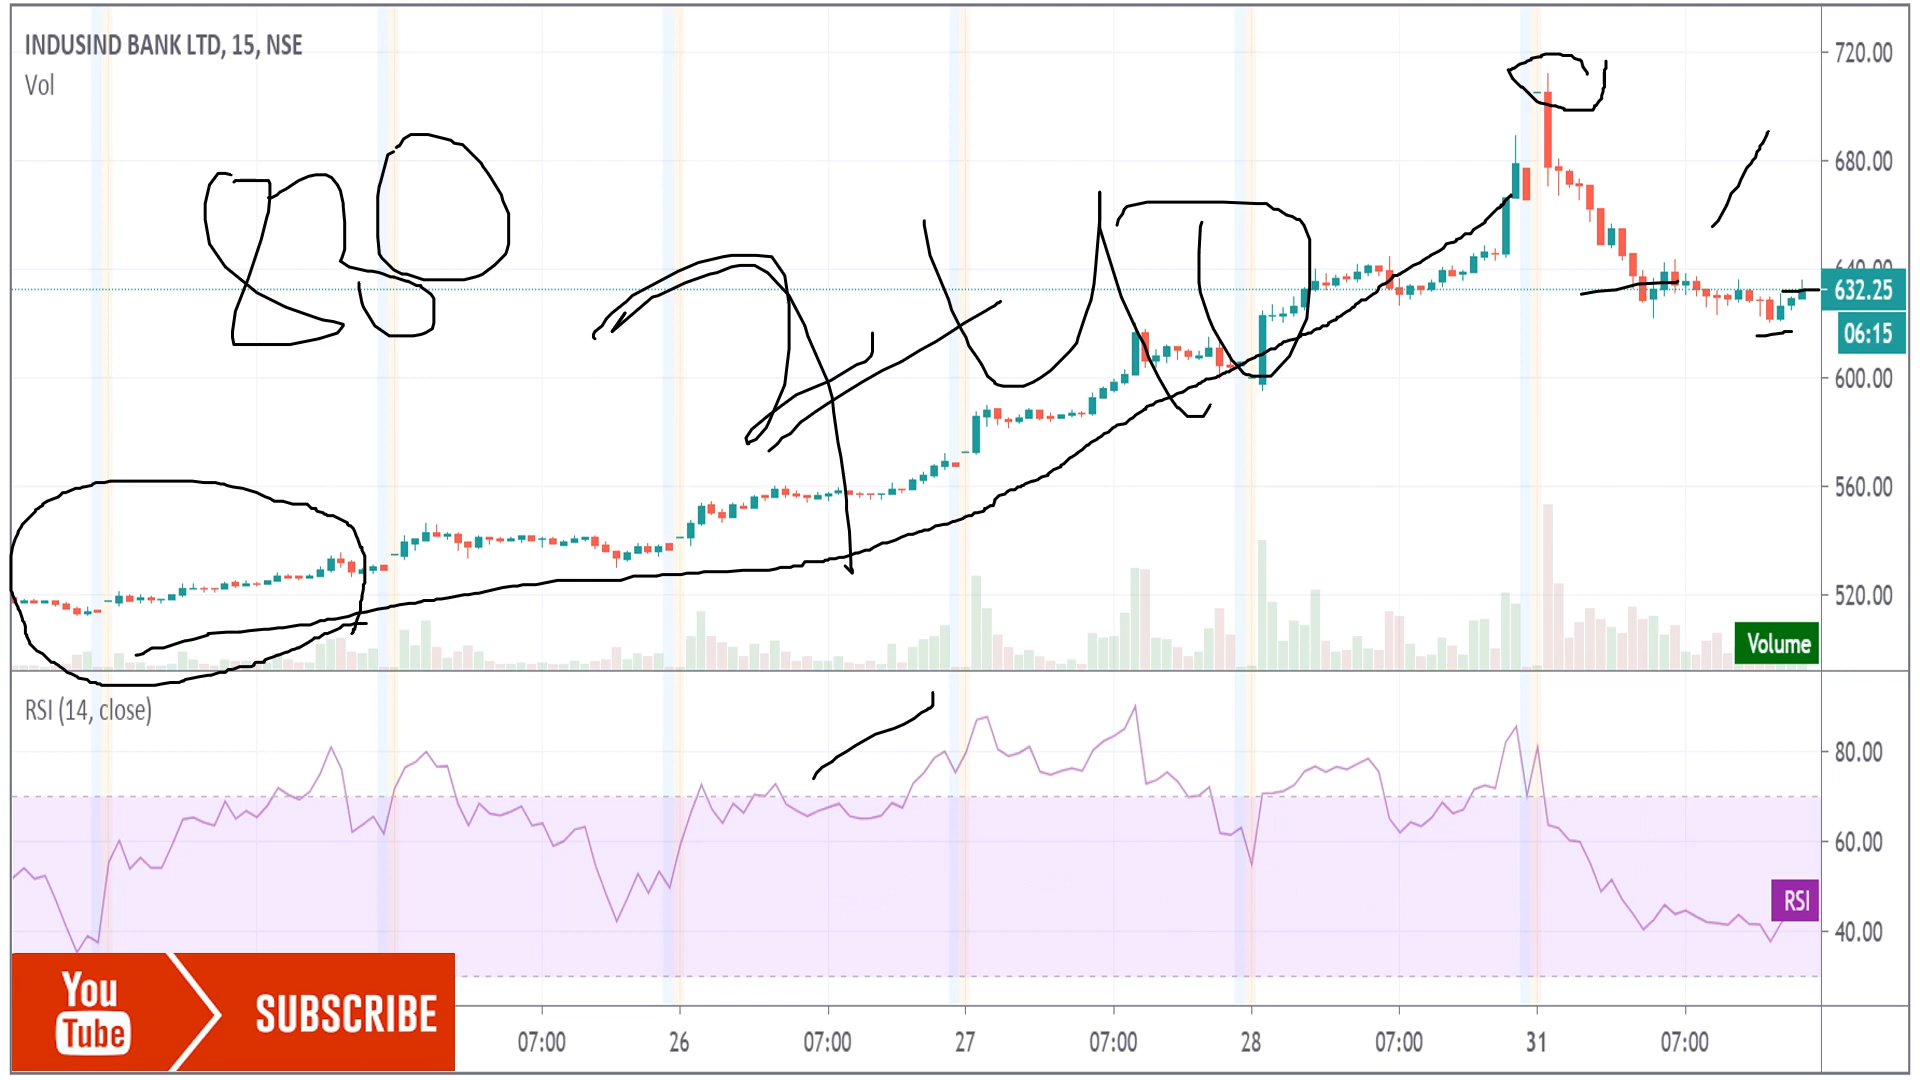 INDUSIND BANK LTD, 15, NSE
Vol
720.00
680.00
640.00
632.25
06:15
600.00
560.00
520.00
Volume
RSI (14, close)
80.00
60.00
RSI
40.00
You
Tube
SUBSCRIBE
07:00 26 07:00 27 07:00 28 07:00 31 07:00